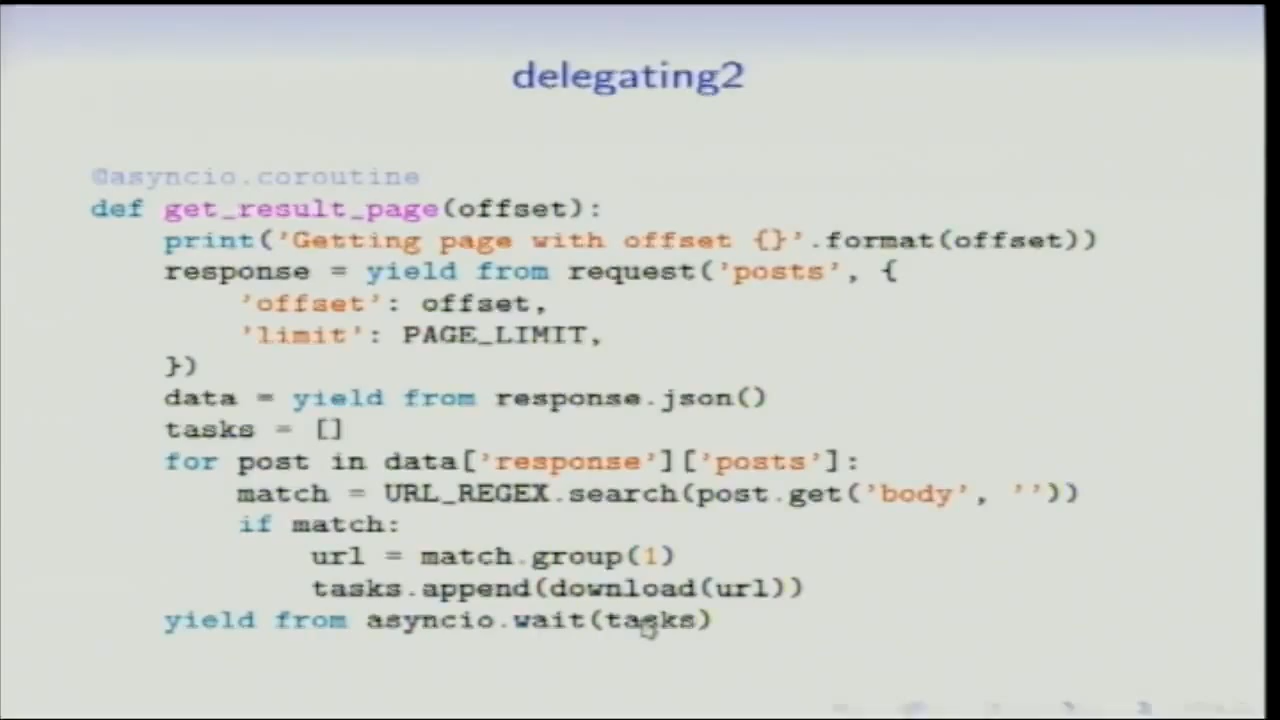 delegating2
@asyncio.coroutine
def get_result_page(offset):
    print('Getting page with offset {}'.format(offset))
    response = yield from request('posts', {
        'offset': offset,
        'limit': PAGE_LIMIT,
    })
    data = yield from response.json()
    tasks = []
    for post in data['response']['posts']:
        match = URL_REGEX.search(post.get('body', ''))
        if match:
            url = match.group(1)
            tasks.append(download(url))
    yield from asyncio.wait(tasks)